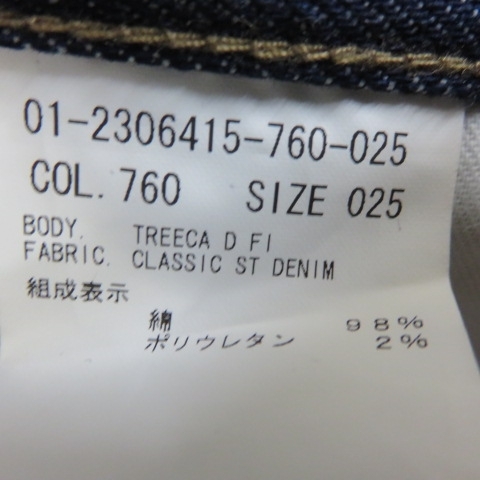 01-2306415-760-025
COL. 760 SIZE 025
BODY. TREECA D FI
FABRIC. CLASSIC ST DENIM
組成表示
綿 98%
ポリウレタン 2%